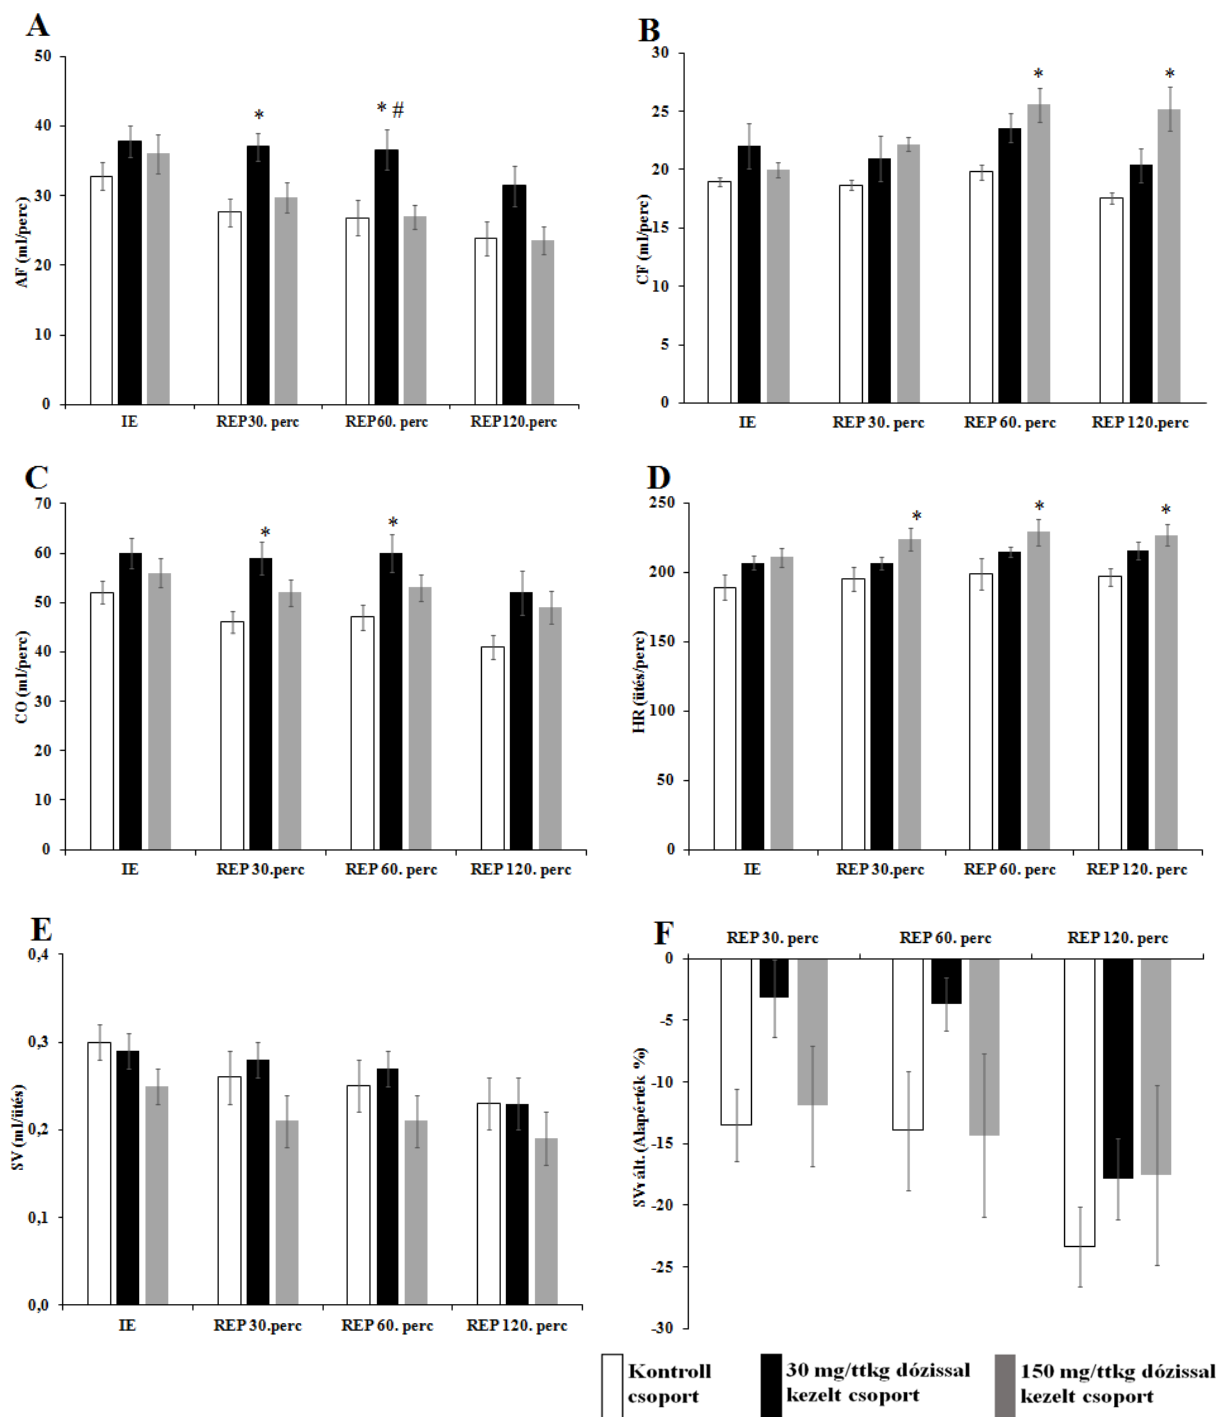 A
AF (ml/perc)
50
40
30
20
10
0
*
* #
IE
REP 30. perc
REP 60. perc
REP 120.perc
B
CF (ml/perc)
30
25
20
15
10
5
0
*
*
IE
REP 30. perc
REP 60. perc
REP 120.perc
C
CO (ml/perc)
70
60
50
40
30
20
10
0
*
*
IE
REP 30.perc
REP 60. perc
REP 120. perc
D
HR (ütés/perc)
250
200
150
100
50
0
*
*
*
IE
REP 30.perc
REP 60. perc
REP 120. perc
E
SV (ml/ütés)
0,4
0,3
0,2
0,1
0,0
IE
REP 30.perc
REP 60. perc
REP 120. perc
F
SV vált. (Alapérték %)
REP 30. perc
REP 60. perc
REP 120. perc
0
-5
-10
-15
-20
-25
-30
Kontroll
csoport
30 mg/ttkg dózissal
kezelt csoport
150 mg/ttkg dózissal
kezelt csoport